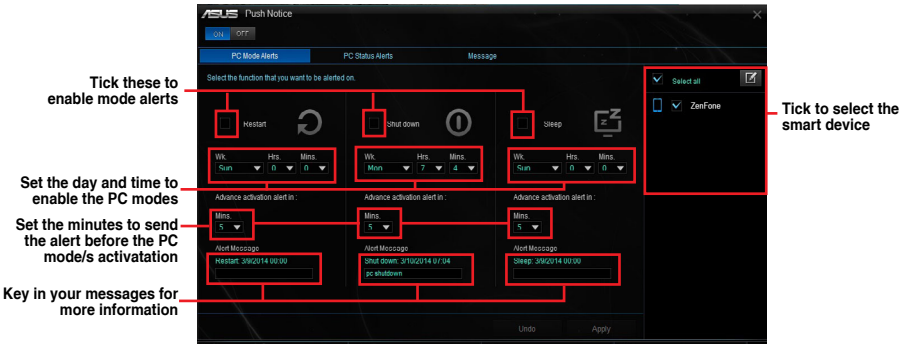 ASUS Push Notice
ON OFF
PC Mode Alerts PC Status Alerts Message
Select the function that you want to be alerted on.
Select all
ZenFone
Tick these to
enable mode alerts
Tick to select the
smart device
Restart Shut down Sleep
Wk. Hrs. Mins. Wk. Hrs. Mins. Wk. Hrs. Mins.
Sun 0 0 Mon 7 4 Sun 0 0
Set the day and time to
enable the PC modes
Advance activation alert in : Advance activation alert in : Advance activation alert in :
Mins. Mins. Mins.
5 5 5
Set the minutes to send
the alert before the PC
mode/s activatation
Alert Message Alert Message Alert Message
Restart: 3/9/2014 00:00 Shut down: 3/10/2014 07:04 Sleep: 3/9/2014 00:00
pc shutdown
Key in your messages for
more information
Undo Apply